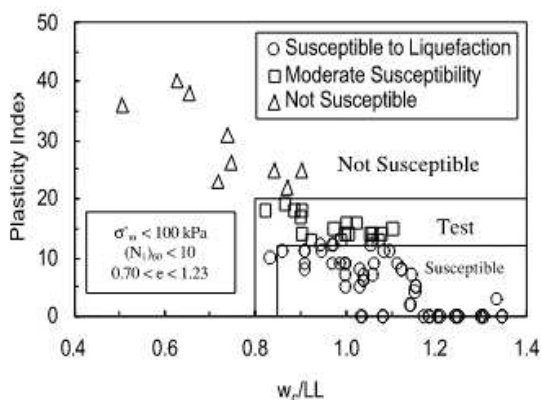 Plasticity Index
50
40
30
20
10
0
Susceptible to Liquefaction
Moderate Susceptibility
Not Susceptible
Not Susceptible
Test
Susceptible
< 100 kPa
(N₁)₆₀ < 10
0.70 < e < 1.23
0.4 0.6 0.8 1.0 1.2 1.4
w꜀/LL